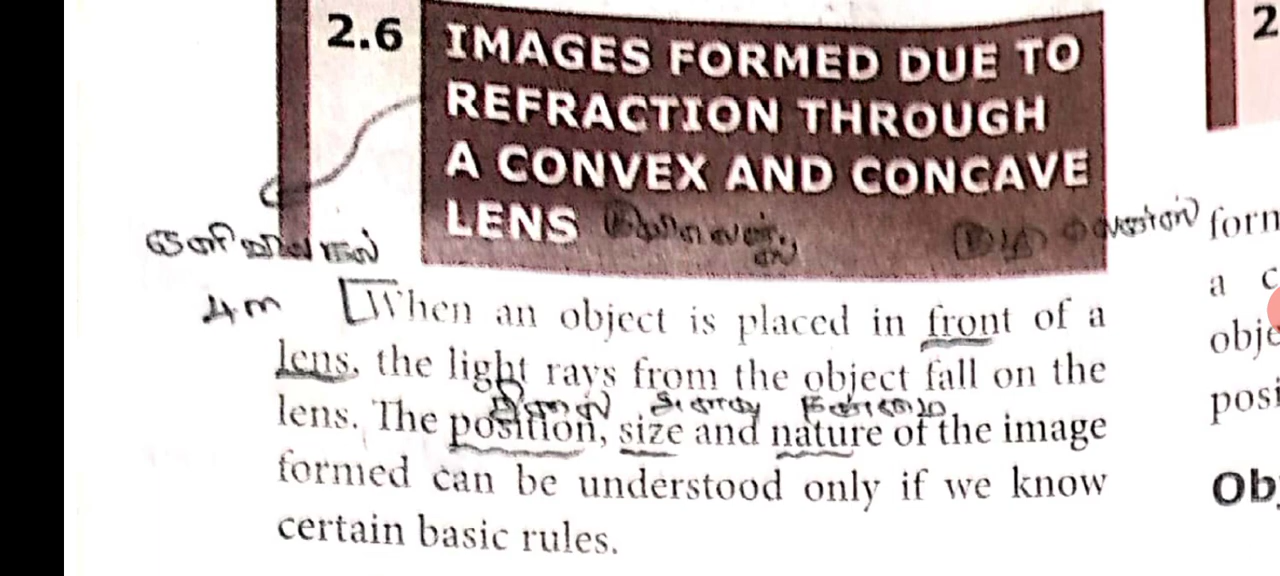 2.6 IMAGES FORMED DUE TO
REFRACTION THROUGH
A CONVEX AND CONCAVE
LENS
4m When an object is placed in front of a
lens, the light rays from the object fall on the
அளவு
lens. The position, size and nature of the image
formed can be understood only if we know
certain basic rules.
2
form
a c
obje
posi
Ob